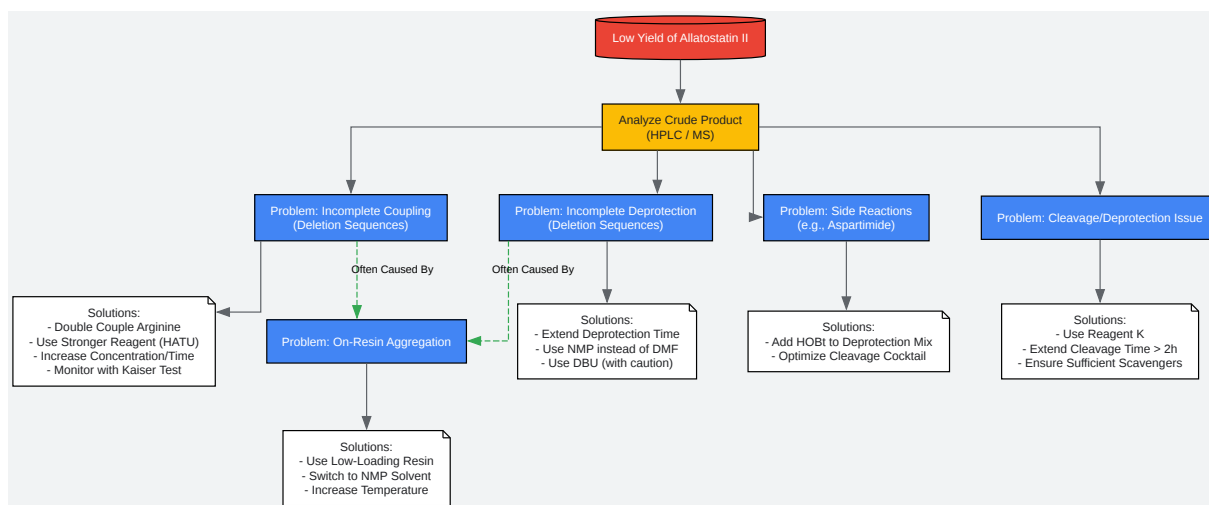 Low Yield of Allatostatin II
Analyze Crude Product
(HPLC / MS)
Problem: Incomplete Coupling
(Deletion Sequences)
Problem: Incomplete Deprotection
(Deletion Sequences)
Problem: Side Reactions
(e.g., Aspartimide)
Problem: Cleavage/Deprotection Issue
Often Caused By
Often Caused By
Solutions:
- Double Couple Arginine
- Use Stronger Reagent (HATU)
- Increase Concentration/Time
- Monitor with Kaiser Test
Problem: On-Resin Aggregation
Solutions:
- Extend Deprotection Time
- Use NMP instead of DMF
- Use DBU (with caution)
Solutions:
- Add HOBt to Deprotection Mix
- Optimize Cleavage Cocktail
Solutions:
- Use Reagent K
- Extend Cleavage Time > 2h
- Ensure Sufficient Scavengers
Solutions:
- Use Low-Loading Resin
- Switch to NMP Solvent
- Increase Temperature